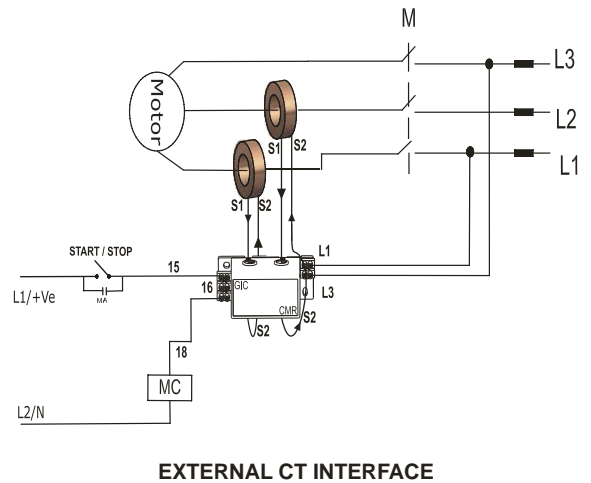 M
L3
L2
L1
Motor
S1 S2
S1 S2
START / STOP
L1
L1/+Ve
MA
15
16
GIC
L3
CMR
S2
S2
18
MC
L2/N
EXTERNAL CT INTERFACE